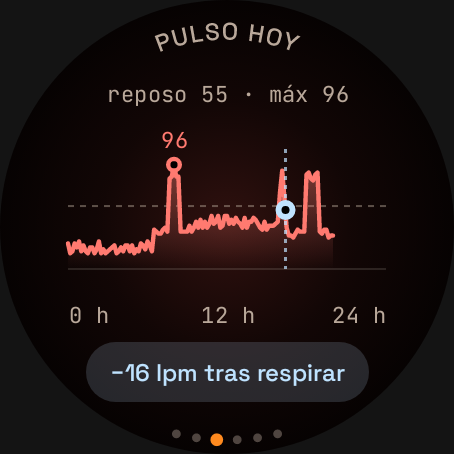 PULSO HOY
reposo 55 · máx 96
96
0 h 12 h 24 h
−16 lpm tras respirar